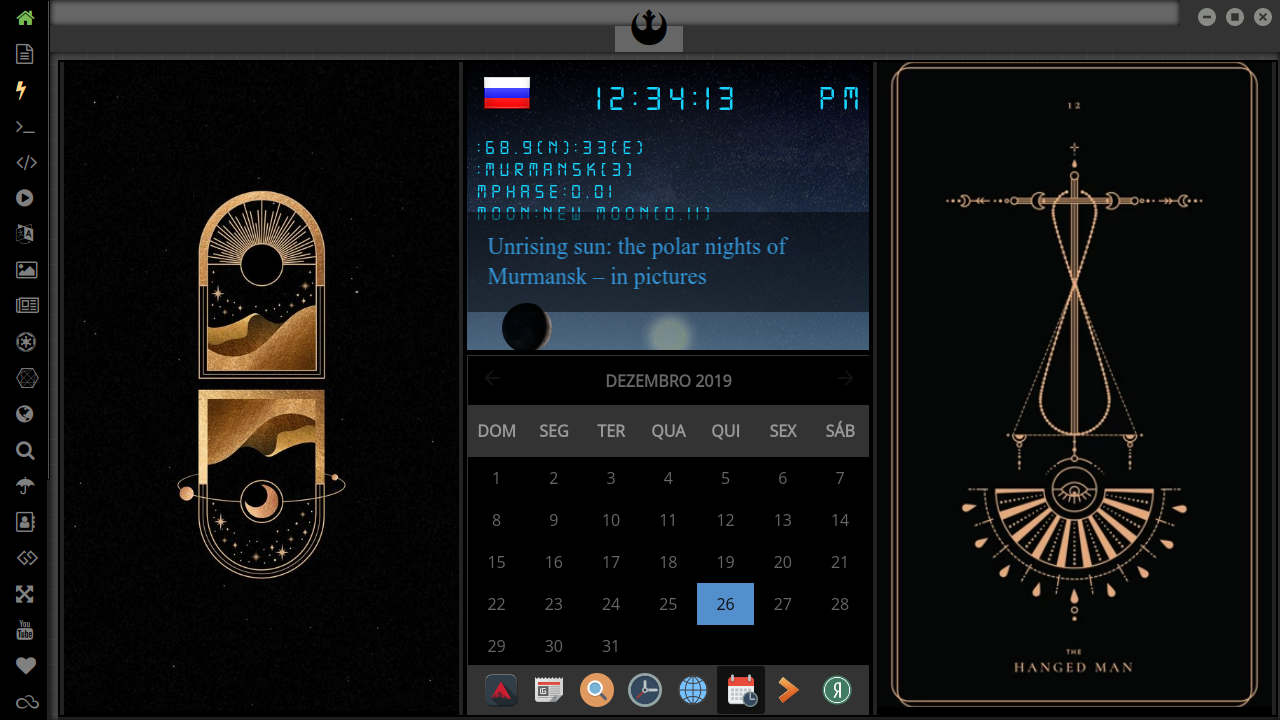 12:34:13 PM
:68.9(N):33(E)
:MURMANSK(3)
MPHASE:0.01
MOON:NEW MOON(0.11)
Unrising sun: the polar nights of
Murmansk – in pictures
DEZEMBRO 2019
DOM SEG TER QUA QUI SEX SÁB
1 2 3 4 5 6 7
8 9 10 11 12 13 14
15 16 17 18 19 20 21
22 23 24 25 26 27 28
29 30 31
12
THE
HANGED MAN
You
Tube
Я